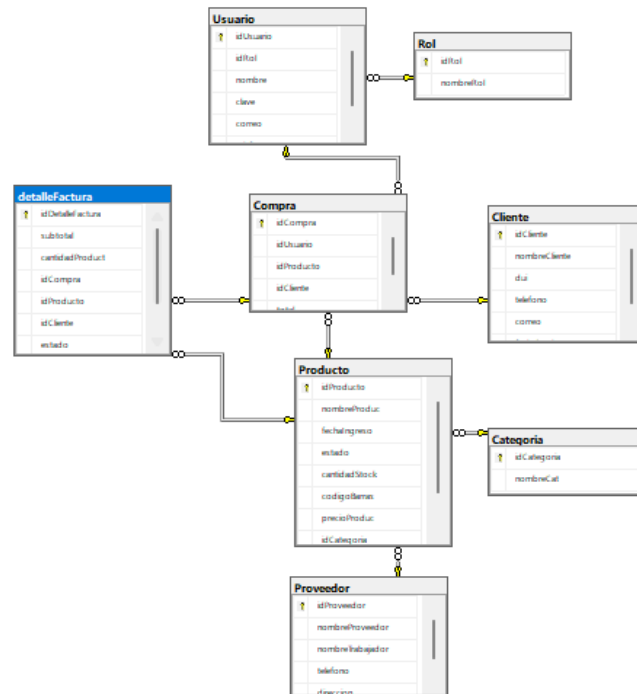 Usuario
idUsuario
idRol
nombre
clave
correo
Rol
idRol
nombreRol
detalleFactura
idDetalleFactura
subtotal
cantidadProduct
idCompra
idProducto
idCliente
estado
Compra
idCompra
idUsuario
idProducto
idCliente
Cliente
idCliente
nombreCliente
dui
telefono
correo
Producto
idProducto
nombreProduc
fechaIngreso
estado
cantidadStock
codigoBarras
precioProduc
idCategoria
Categoria
idCategoria
nombreCat
Proveedor
idProveedor
nombreProveedor
nombreTrabajador
telefono
direccion